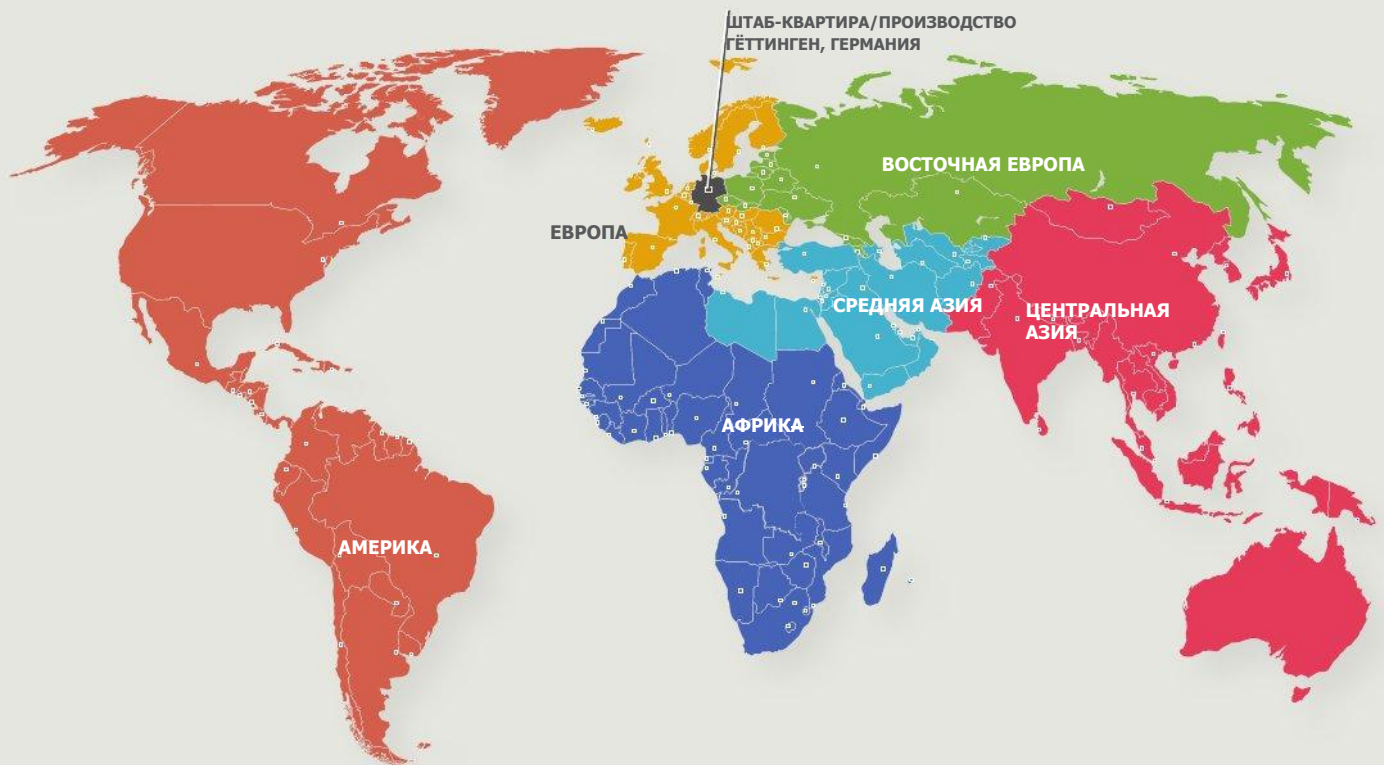 ШТАБ-КВАРТИРА/ПРОИЗВОДСТВО
ГЁТТИНГЕН, ГЕРМАНИЯ
ВОСТОЧНАЯ ЕВРОПА
ЕВРОПА
СРЕДНЯЯ АЗИЯ
ЦЕНТРАЛЬНАЯ
АЗИЯ
АФРИКА
АМЕРИКА